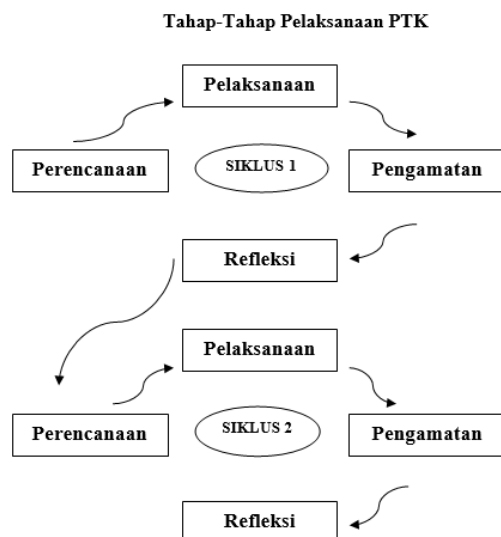 Tahap-Tahap Pelaksanaan PTK
Pelaksanaan
Perencanaan
SIKLUS 1
Pengamatan
Refleksi
Pelaksanaan
Perencanaan
SIKLUS 2
Pengamatan
Refleksi